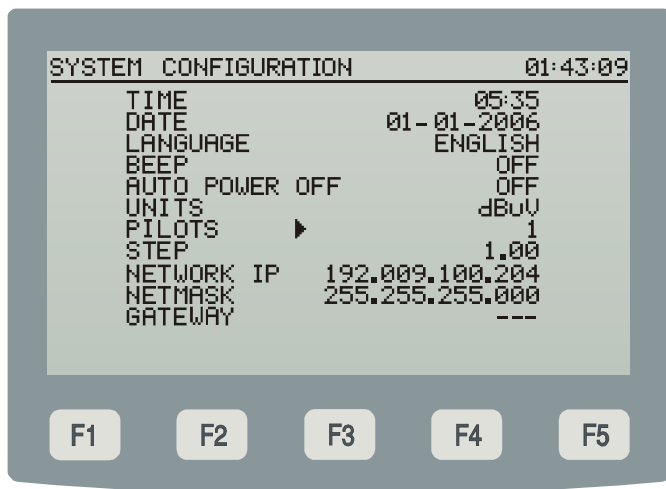 SYSTEM CONFIGURATION 01:43:09
TIME 05:35
DATE 01-01-2006
LANGUAGE ENGLISH
BEEP OFF
AUTO POWER OFF OFF
UNITS dBuV
PILOTS 1
STEP 1.00
NETWORK IP 192.009.100.204
NETMASK 255.255.255.000
GATEWAY ---
F1 F2 F3 F4 F5